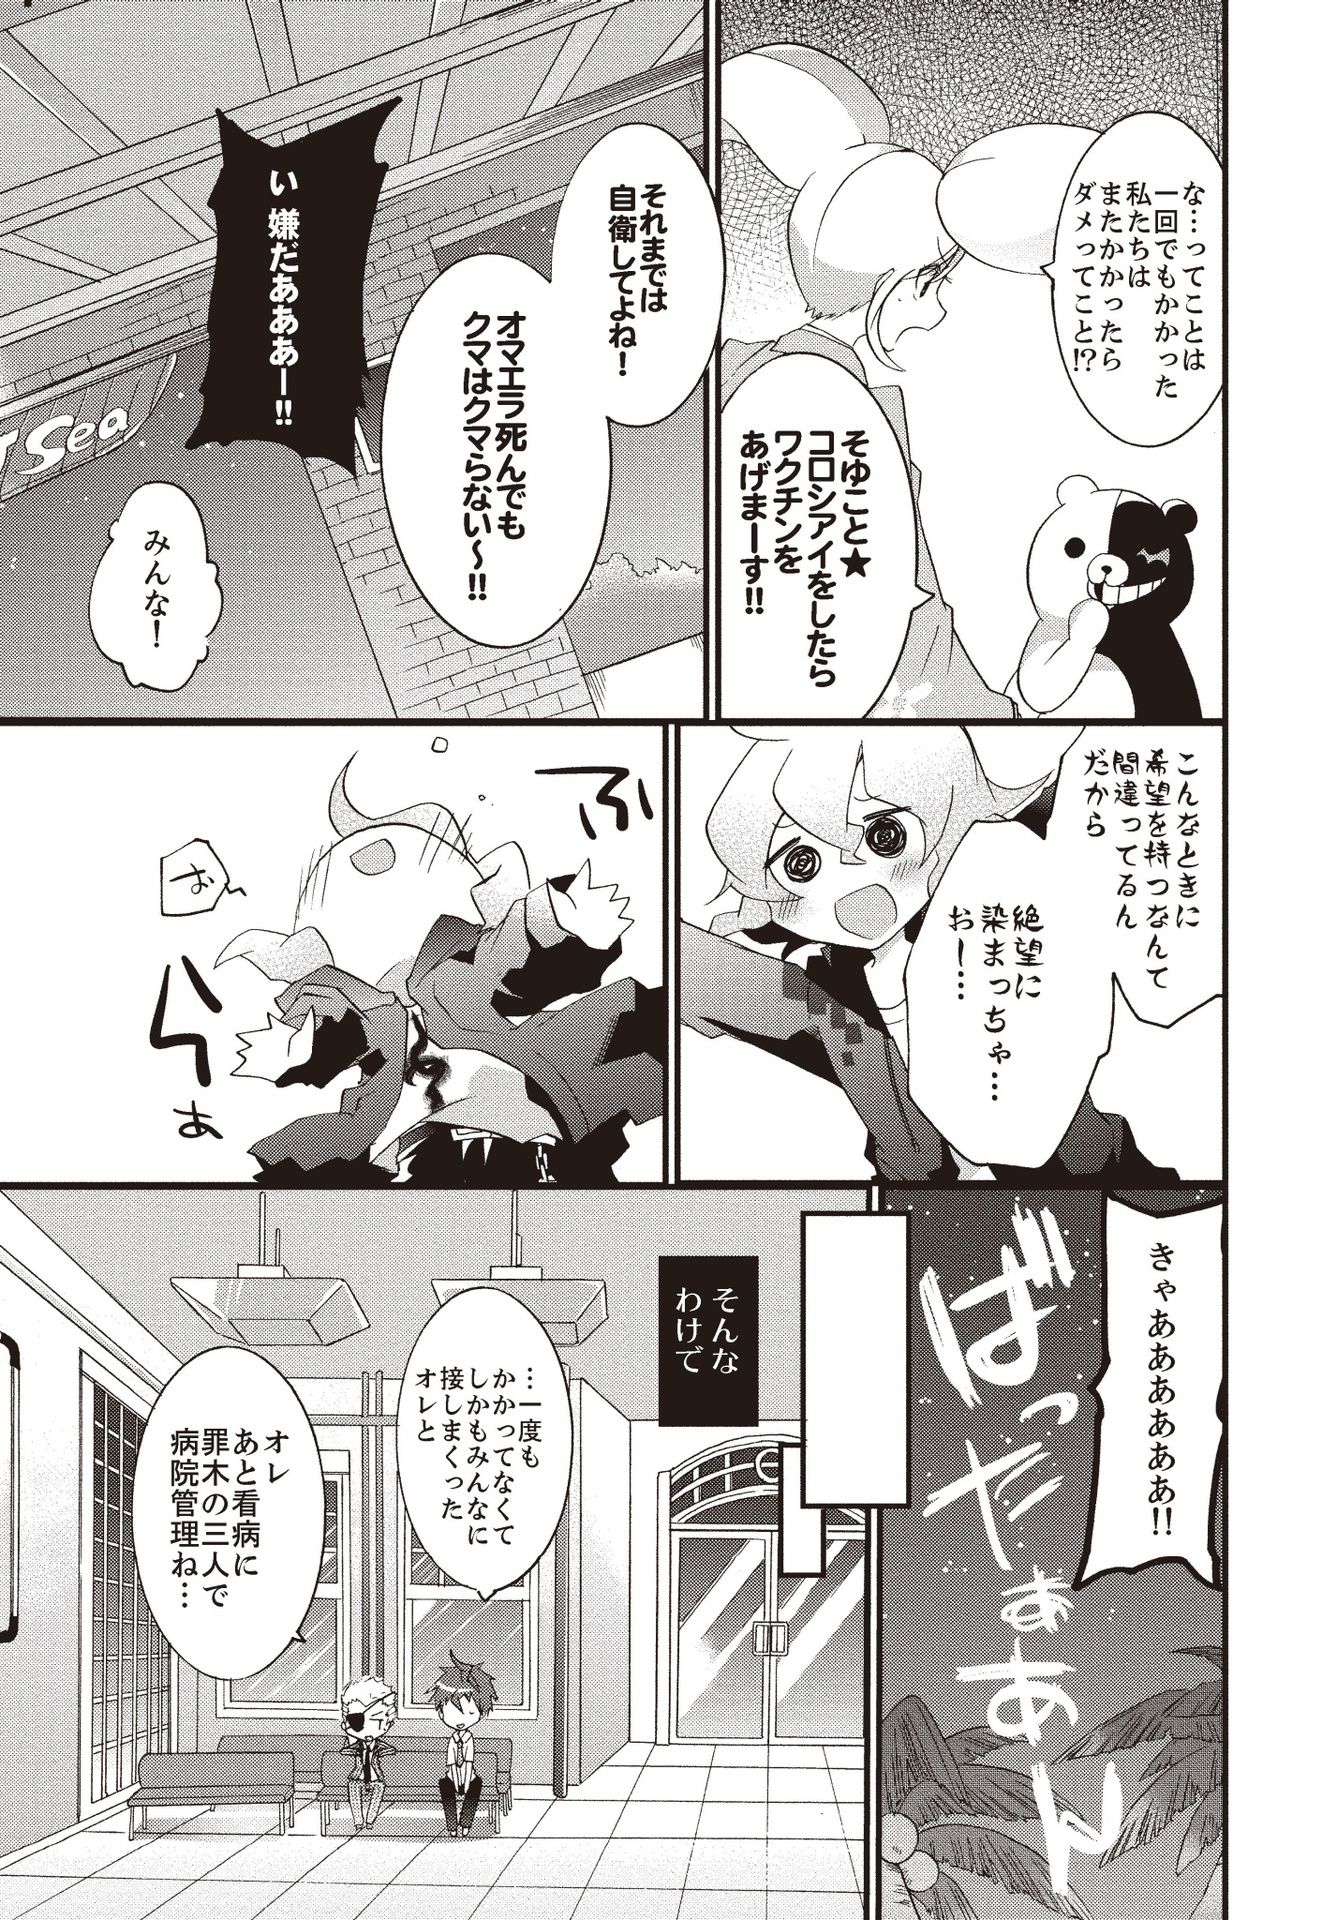 な…ってことは
一回でもかかった
私たちは
またかかったら
ダメってこと!?
そゆこと★
コロシアイをしたら
ワクチンを
あげまーす!!
それまでは
自衛してよね!
オマエラ死んでも
クマはクマらない〜!!
い 嫌だあああー!!
Sea
みんな!
こんなときに
希望を持つなんて
間違ってるん
だから
絶望に
染まっちゃ…
おー…
ふ
へ
あ
お
きゃああああああ!!
ばったぁあーん
そんな
わけで
…一度も
かかってなくて
しかもみんなに
接しまくった
オレと
オレ
あと看病に
罪木の三人で
病院管理ね…